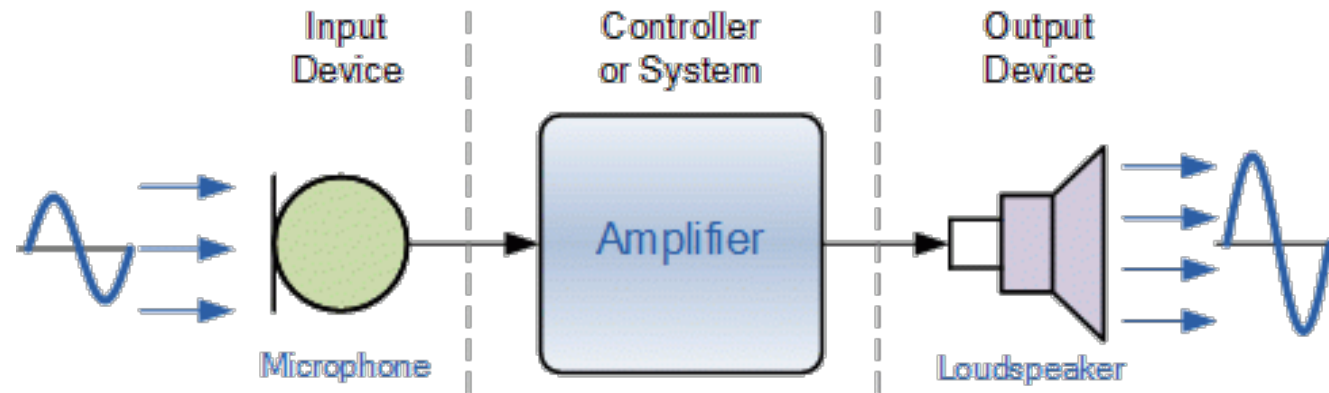 Input
Device
Controller
or System
Output
Device
Amplifier
Microphone
Loudspeaker